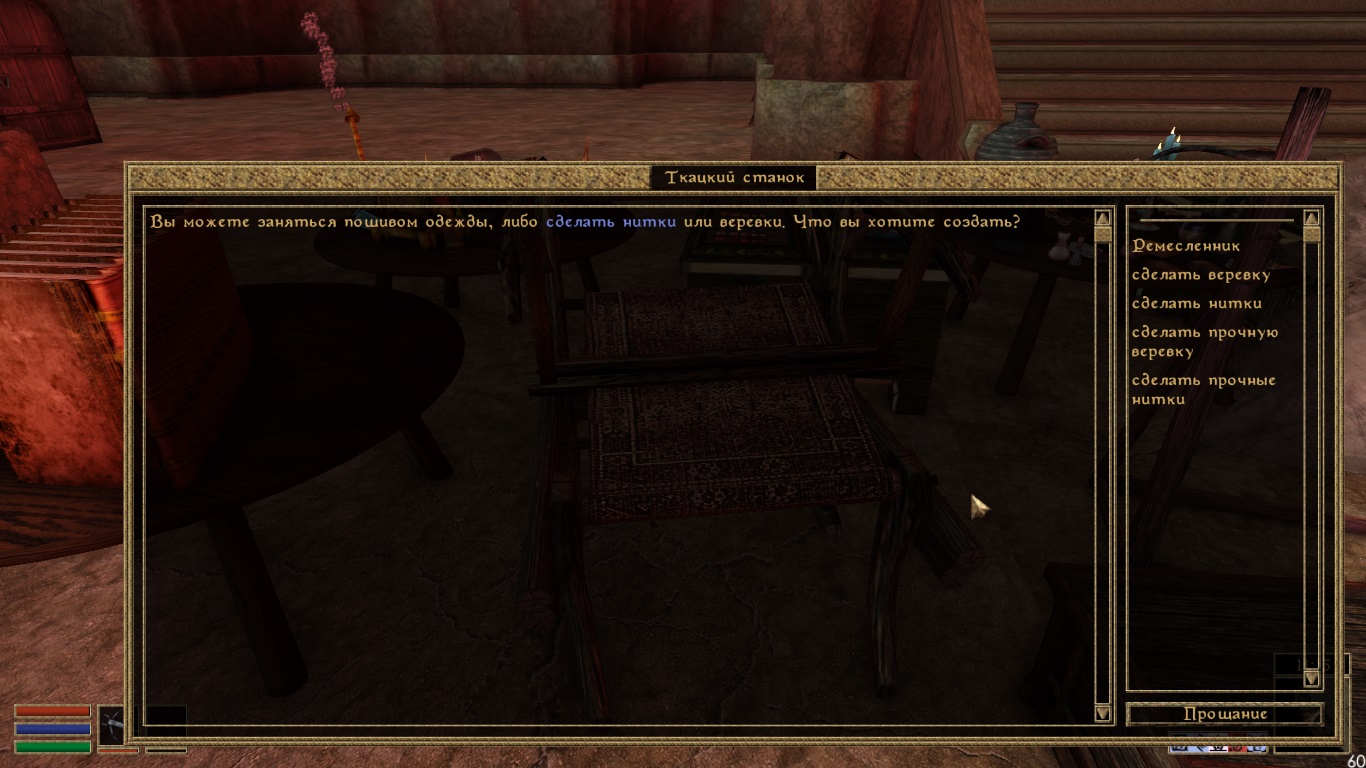 Ткацкий станок
Вы можете заняться пошивом одежды, либо сделать нитки или веревки. Что вы хотите создать?
Ремесленник
сделать веревку
сделать нитки
сделать прочную
веревку
сделать прочные
нитки
Прощание
60